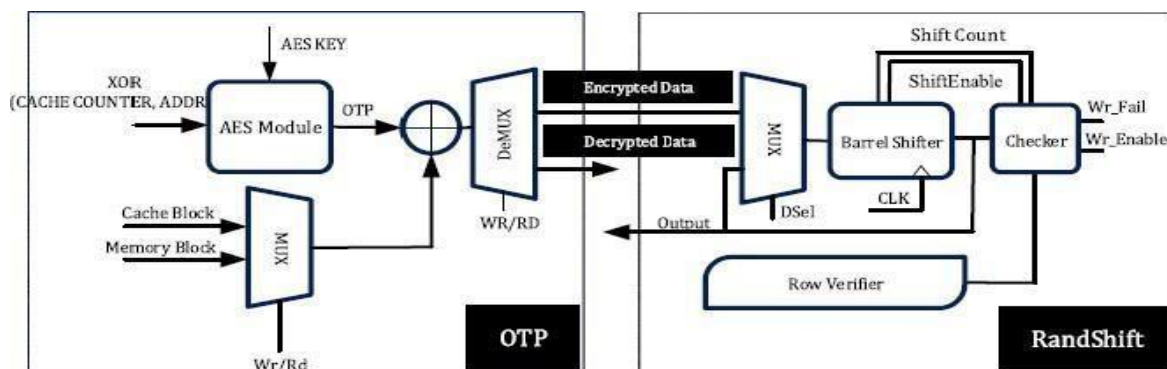 AES KEY
XOR
(CACHE COUNTER, ADDR
AES Module
OTP
DeMUX
WR/RD
Cache Block
Memory Block
MUX
Wr/Rd
OTP
Encrypted Data
Decrypted Data
MUX
DSel
Output
Shift Count
ShiftEnable
Barrel Shifter
CLK
Checker
Wr_Fail
Wr_Enable
Row Verifier
RandShift